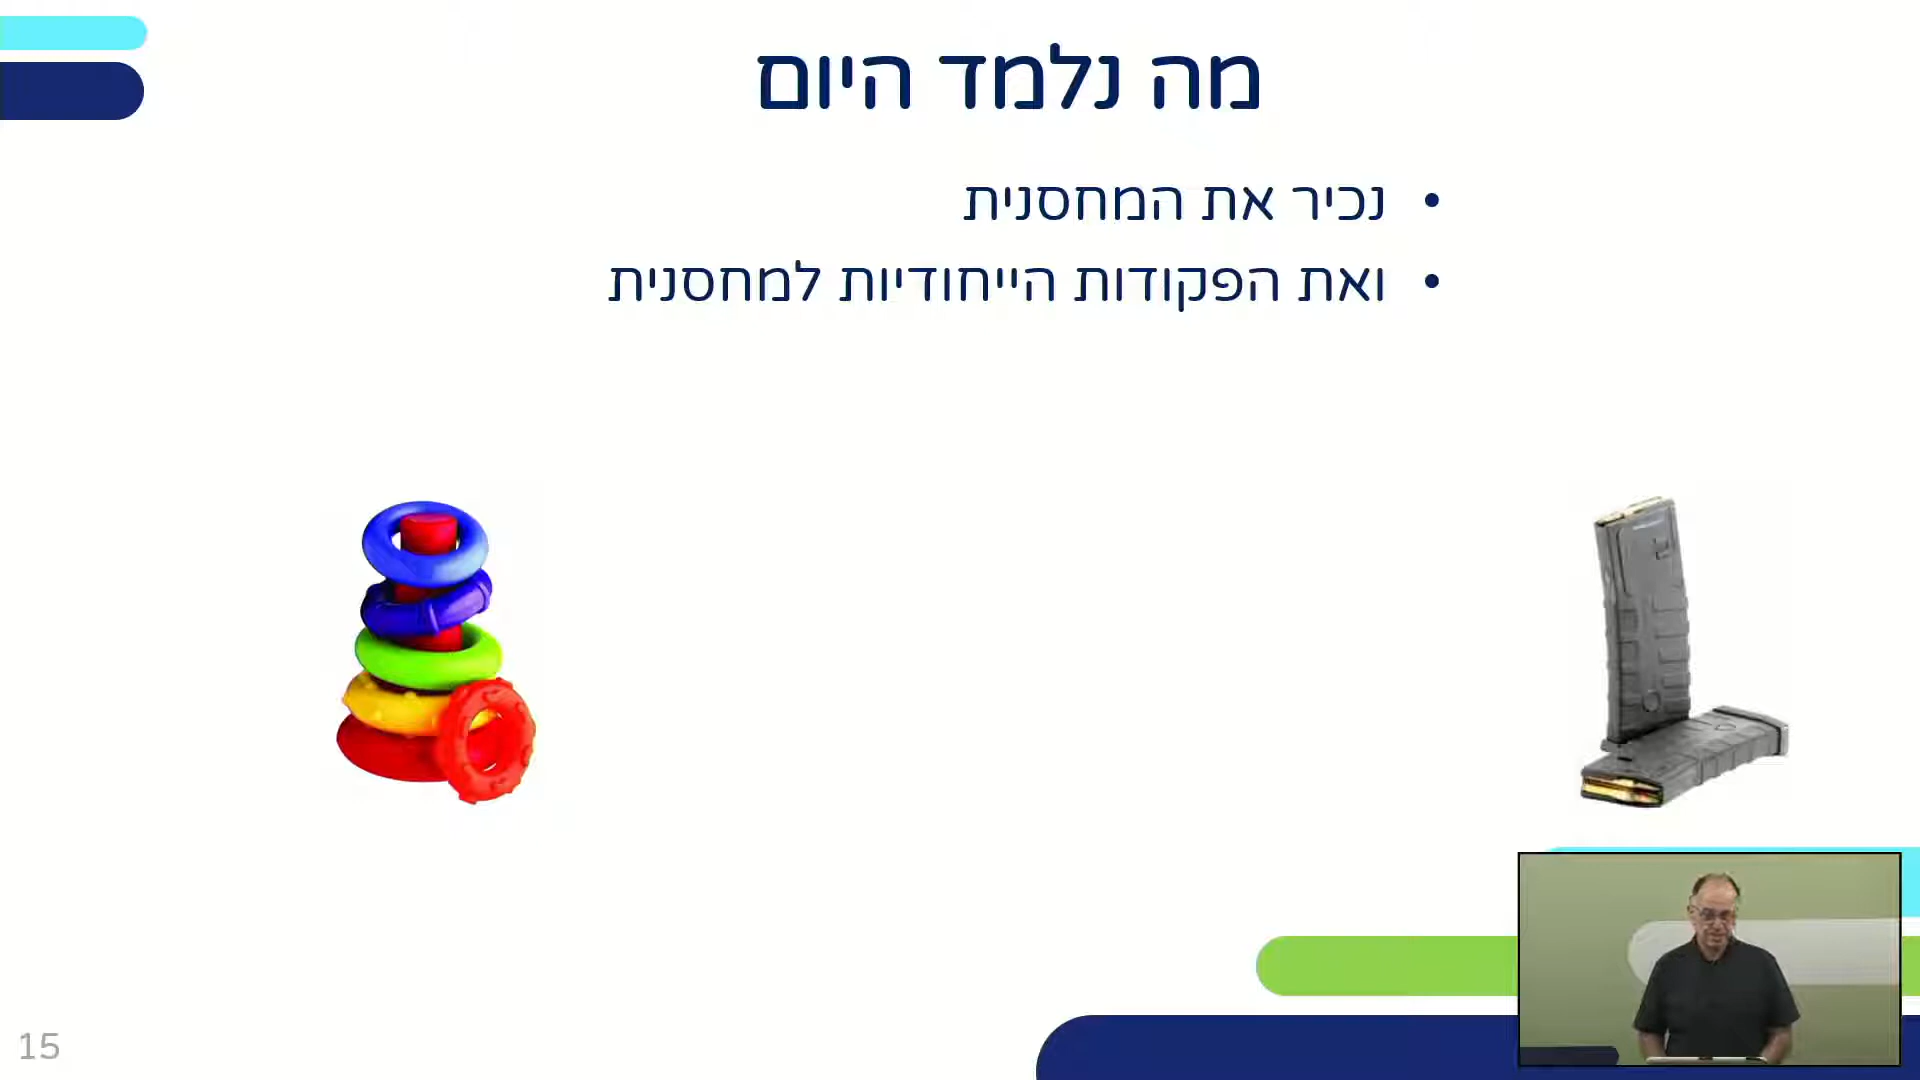 מה נלמד היום
• נכיר את המחסנית
• ואת הפקודות הייחודיות למחסנית
15